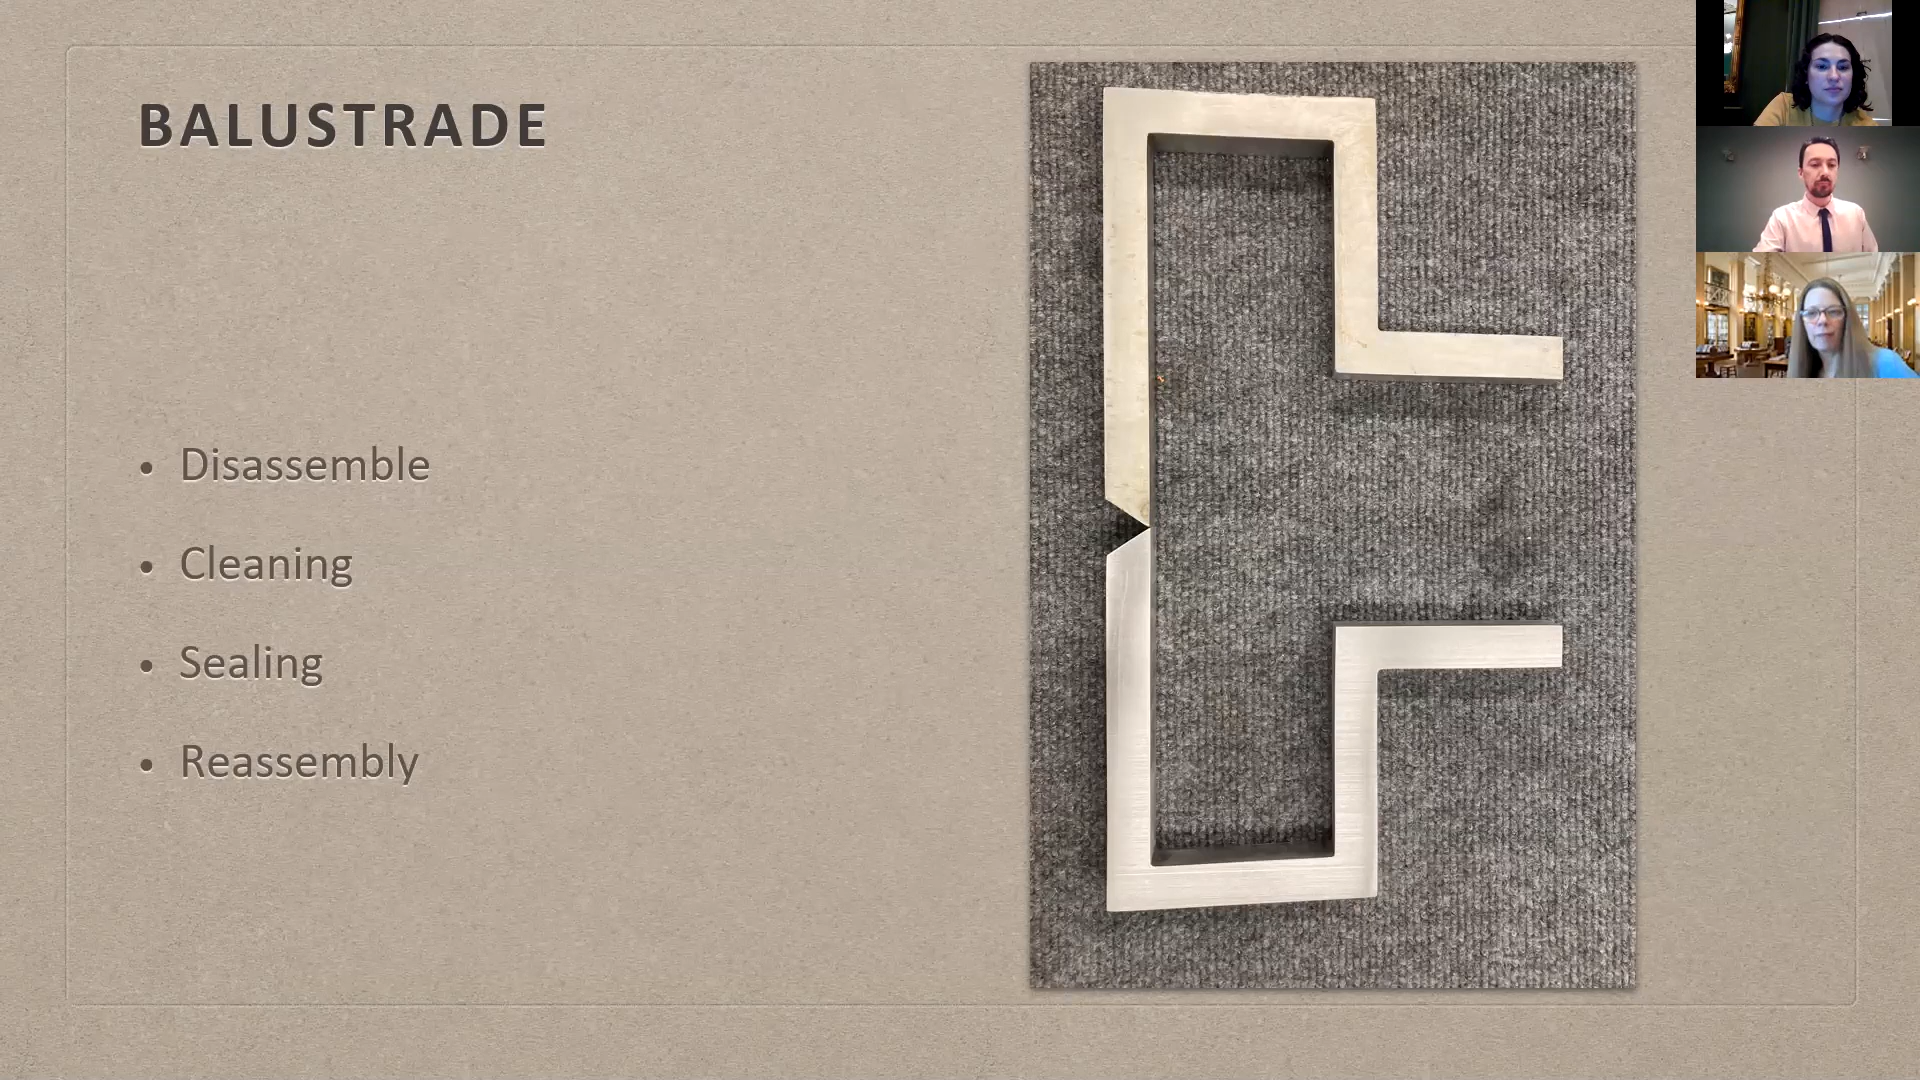 BALUSTRADE
• Disassemble
• Cleaning
• Sealing
• Reassembly